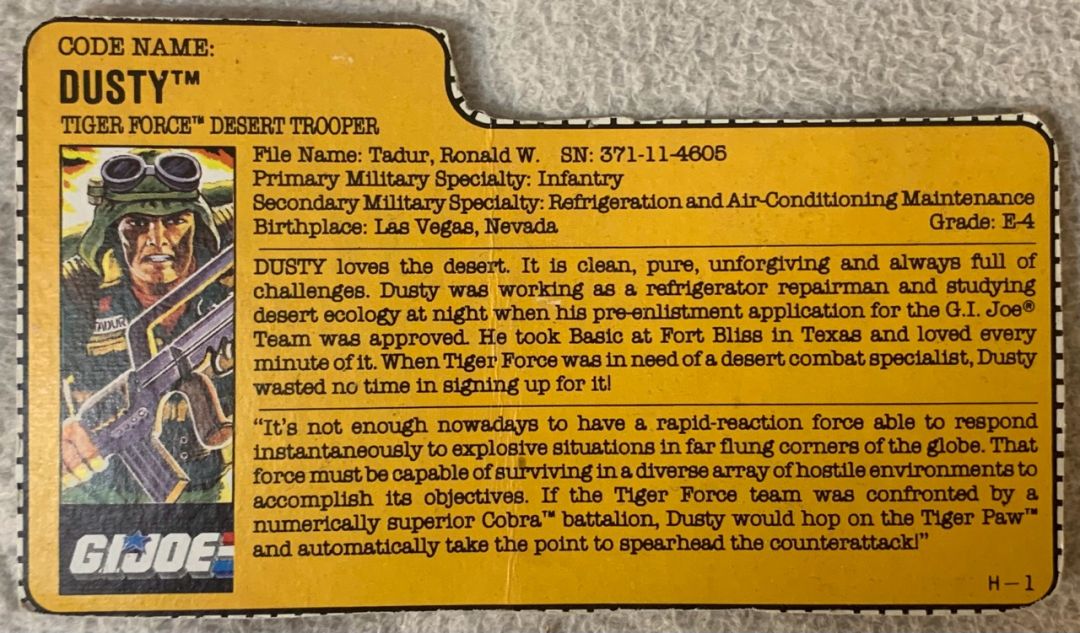 CODE NAME:
DUSTY™
TIGER FORCE™ DESERT TROOPER
File Name: Tadur, Ronald W. SN: 371-11-4605
Primary Military Specialty: Infantry
Secondary Military Specialty: Refrigeration and Air-Conditioning Maintenance
Birthplace: Las Vegas, Nevada Grade: E-4
DUSTY loves the desert. It is clean, pure, unforgiving and always full of
challenges. Dusty was working as a refrigerator repairman and studying
desert ecology at night when his pre-enlistment application for the G.I. Joe®
Team was approved. He took Basic at Fort Bliss in Texas and loved every
minute of it. When Tiger Force was in need of a desert combat specialist, Dusty
wasted no time in signing up for it!
"It's not enough nowadays to have a rapid-reaction force able to respond
instantaneously to explosive situations in far flung corners of the globe. That
force must be capable of surviving in a diverse array of hostile environments to
accomplish its objectives. If the Tiger Force team was confronted by a
numerically superior Cobra™ battalion, Dusty would hop on the Tiger Paw™
and automatically take the point to spearhead the counterattack!"
TADUR
G.I.JOE
H-1